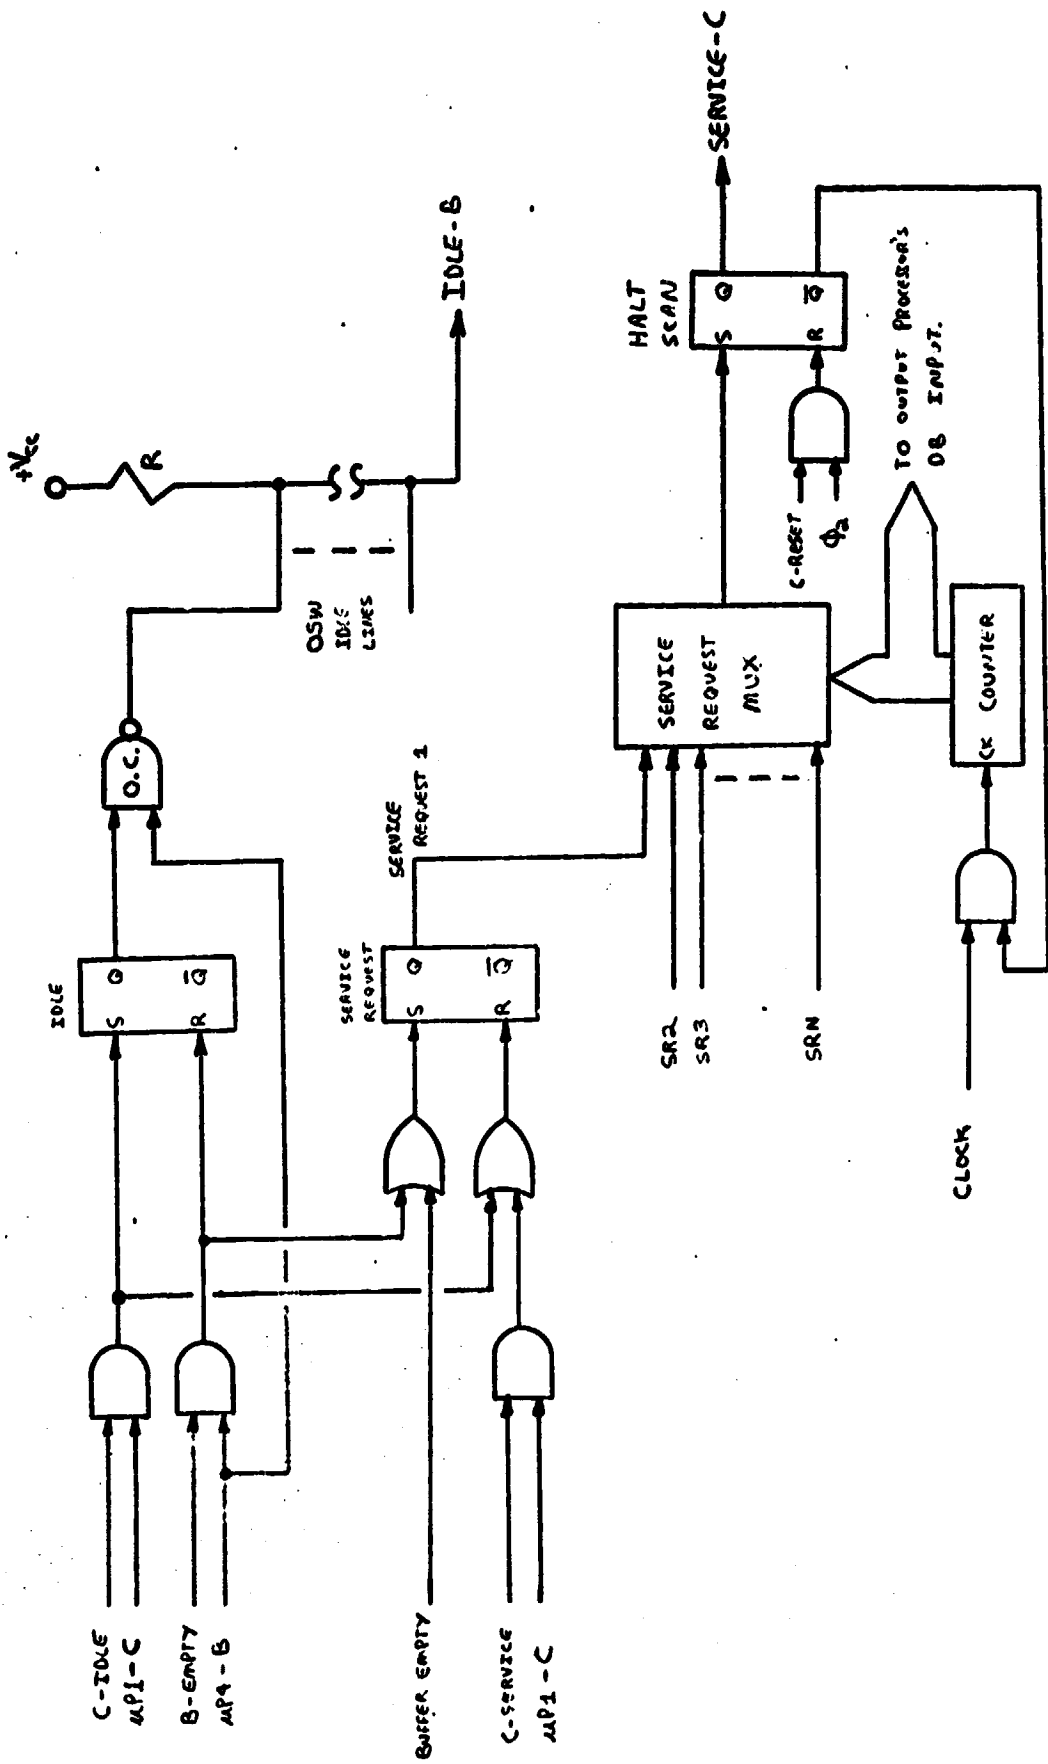 C-IDLE
μP1-C
B-EMPTY
μP4-B
BUFFER EMPTY
C-SERVICE
μP1-C
IDLE
S Q
R Q̅
O.C.
+Vcc
R
OSW
IDLE
LINES
IDLE-B
SERVICE
REQUEST
S Q
R Q̅
SERVICE
REQUEST 1
SR2
SR3
SRN
SERVICE
REQUEST
MUX
HALT
SCAN
S Q
R Q̅
SERVICE-C
C-RESET
Φ2
TO OUTPUT PROCESSOR'S
DB INPUT.
CK COUNTER
CLOCK